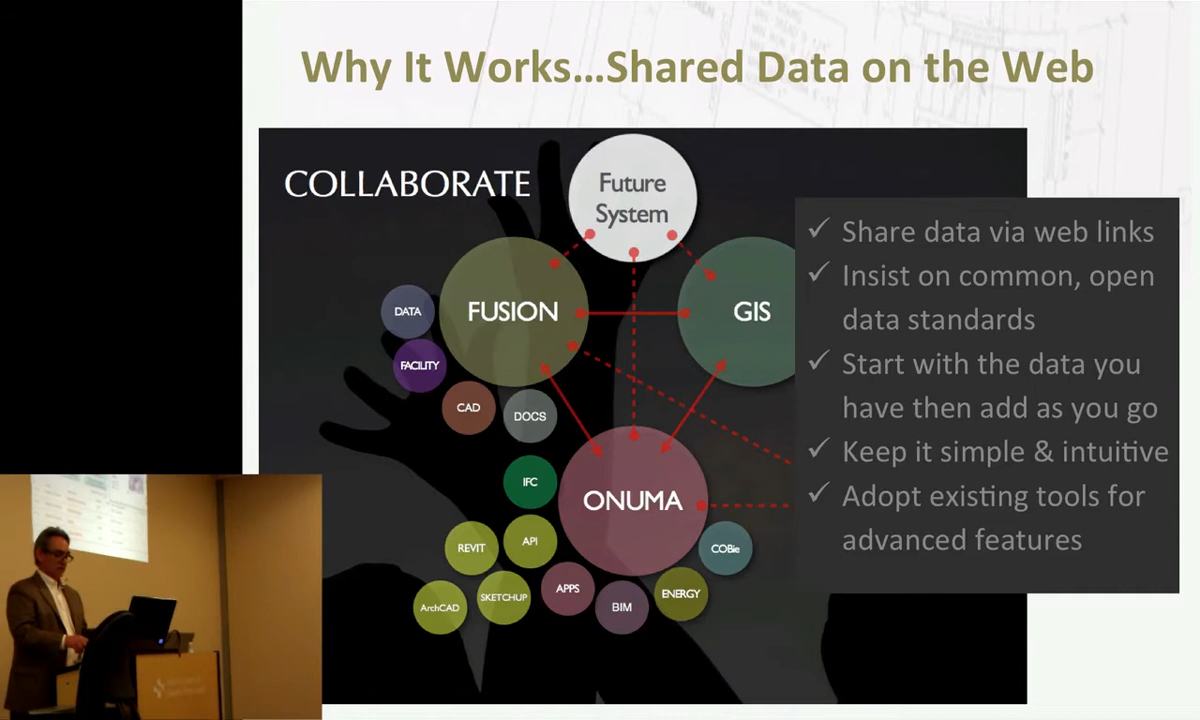 Why It Works...Shared Data on the Web
COLLABORATE
Future
System
FUSION
GIS
DATA
FACILITY
CAD
DOCS
IFC
ONUMA
REVIT
API
COBie
ArchCAD
SKETCHUP
APPS
BIM
ENERGY
✓ Share data via web links
✓ Insist on common, open
data standards
✓ Start with the data you
have then add as you go
✓ Keep it simple & intuitive
✓ Adopt existing tools for
advanced features